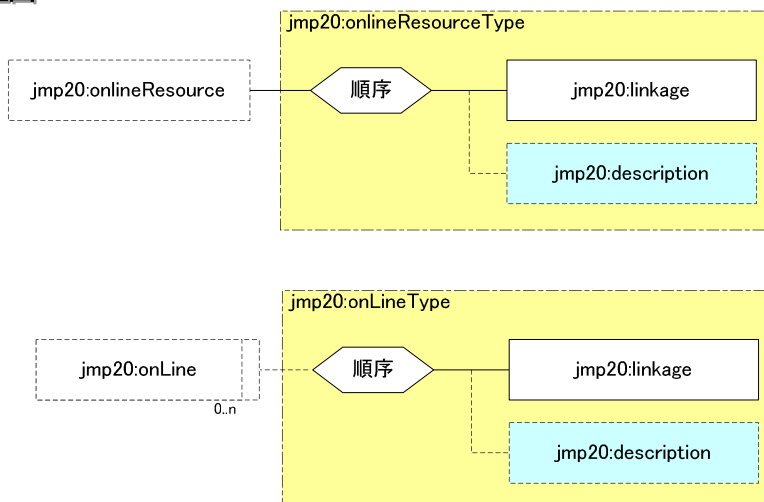 jmp20:onlineResourceType
jmp20:onlineResource
順序
jmp20:linkage
jmp20:description
jmp20:onLineType
jmp20:onLine
0..n
順序
jmp20:linkage
jmp20:description